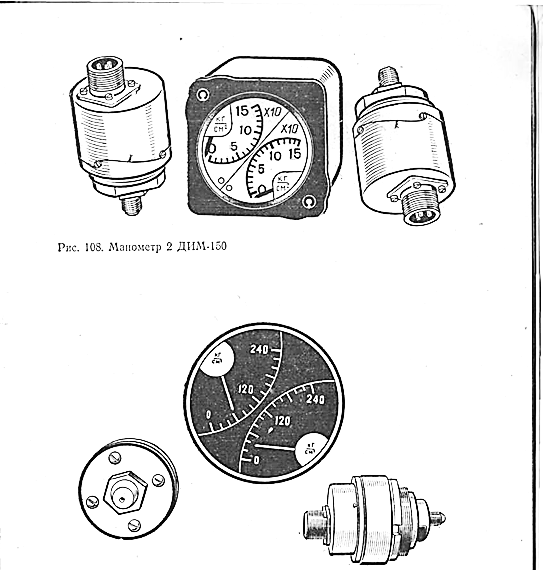 15 X10
КГ
СМ² 10 X10
0 5 10 15
5
0 КГ
СМ²
Рис. 108. Манометр 2 ДИМ-150
КГ
СМ² 240
120
0 240
120
КГ
СМ²
0